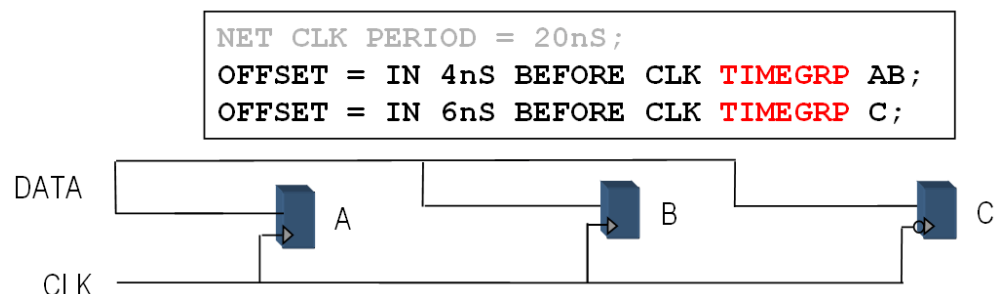 NET CLK PERIOD = 20nS;
OFFSET = IN 4nS BEFORE CLK TIMEGRP AB;
OFFSET = IN 6nS BEFORE CLK TIMEGRP C;
DATA
A
B
C
CLK